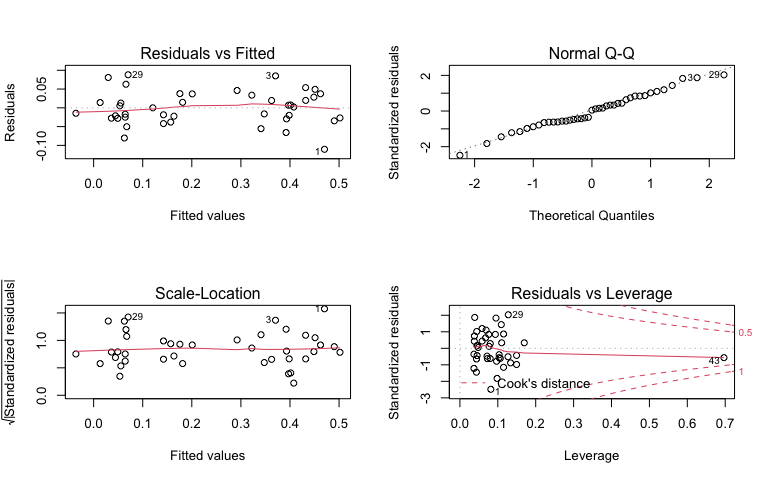 Residuals vs Fitted
Residuals
-0.10
0.05
29
3
1
0.0 0.1 0.2 0.3 0.4 0.5
Fitted values
Normal Q-Q
Standardized residuals
-2 0 2
1
3
29
-2 -1 0 1 2
Theoretical Quantiles
Scale-Location
√|Standardized residuals|
0.0 1.0
29
3
1
0.0 0.1 0.2 0.3 0.4 0.5
Fitted values
Residuals vs Leverage
Standardized residuals
-3 -1 1
29
43
1
0.5
1
Cook's distance
0.0 0.1 0.2 0.3 0.4 0.5 0.6 0.7
Leverage